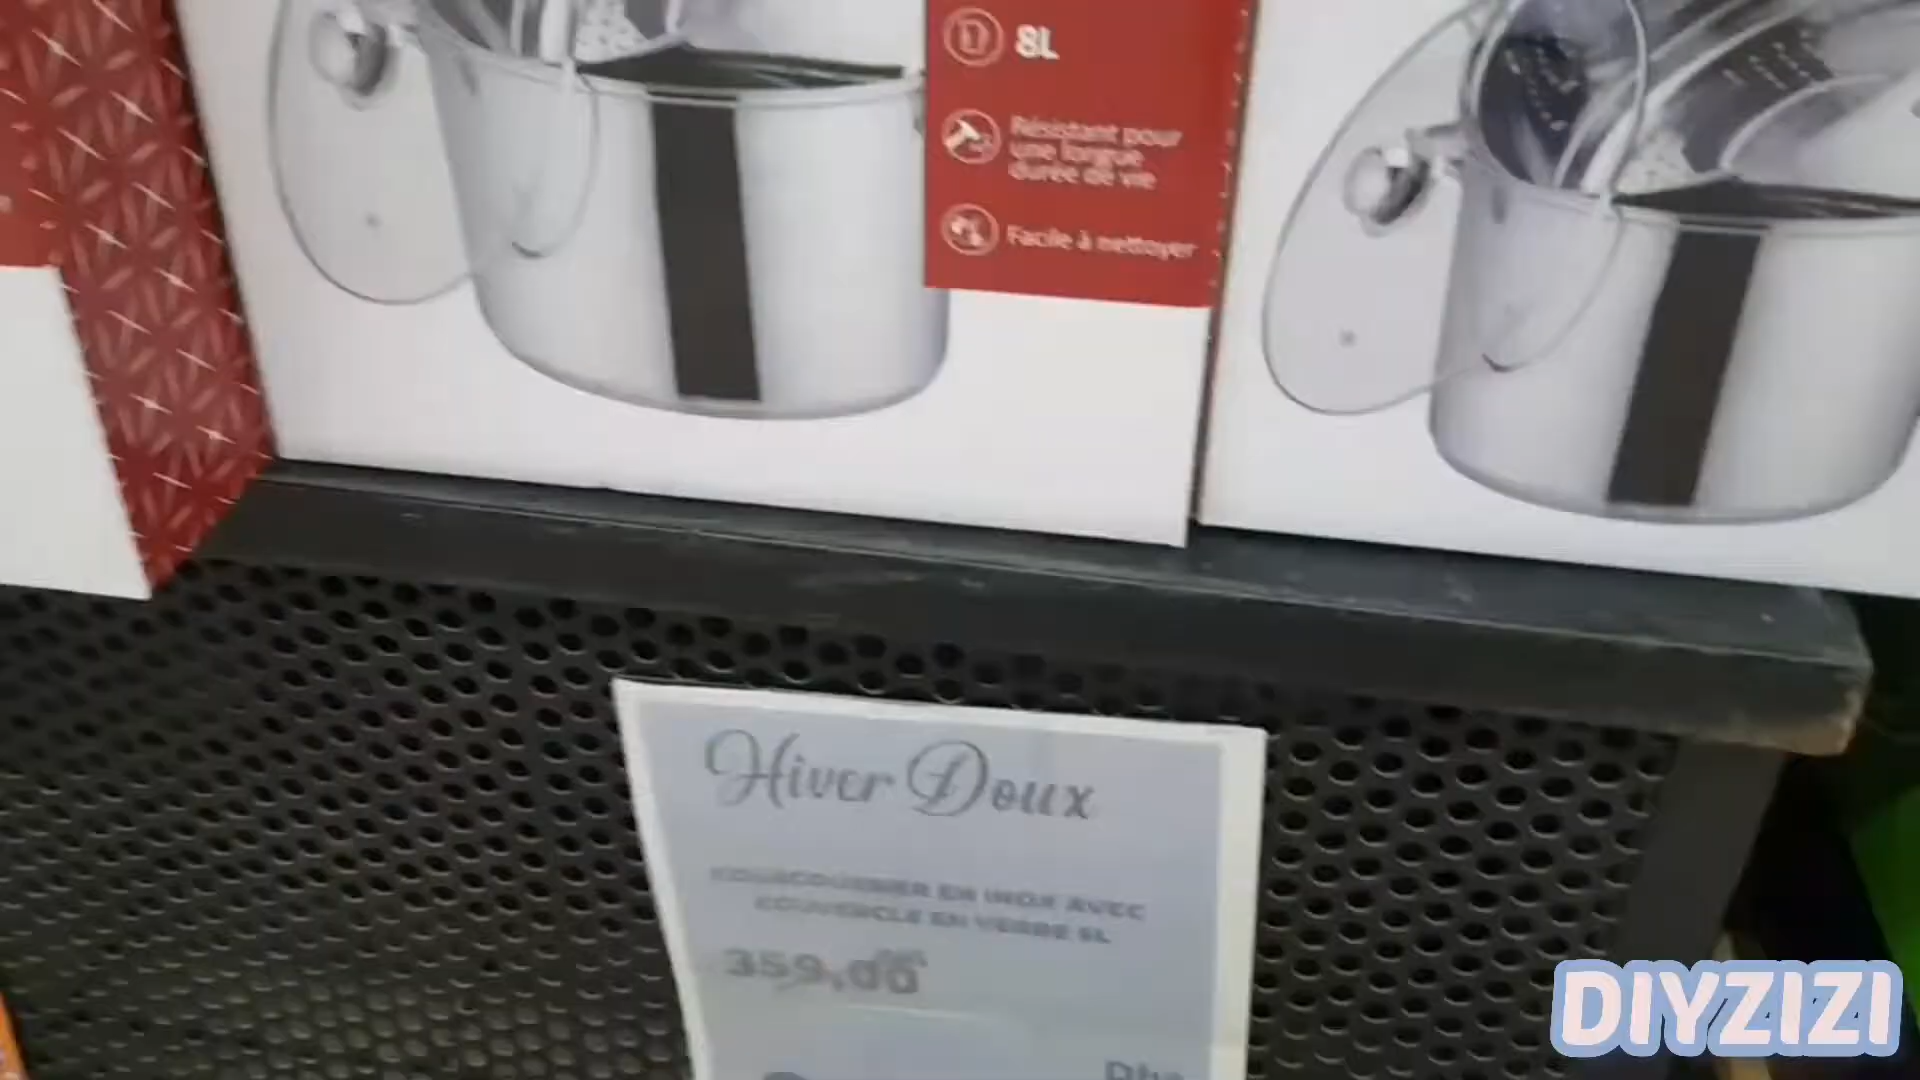 8L
Résistant pour
une longue
durée de vie
Facile à nettoyer
Hiver Doux
COUSCOUSSIER EN INOX AVEC
COUVERCLE EN VERRE 8L
359,00
Dhs
DIYZIZI